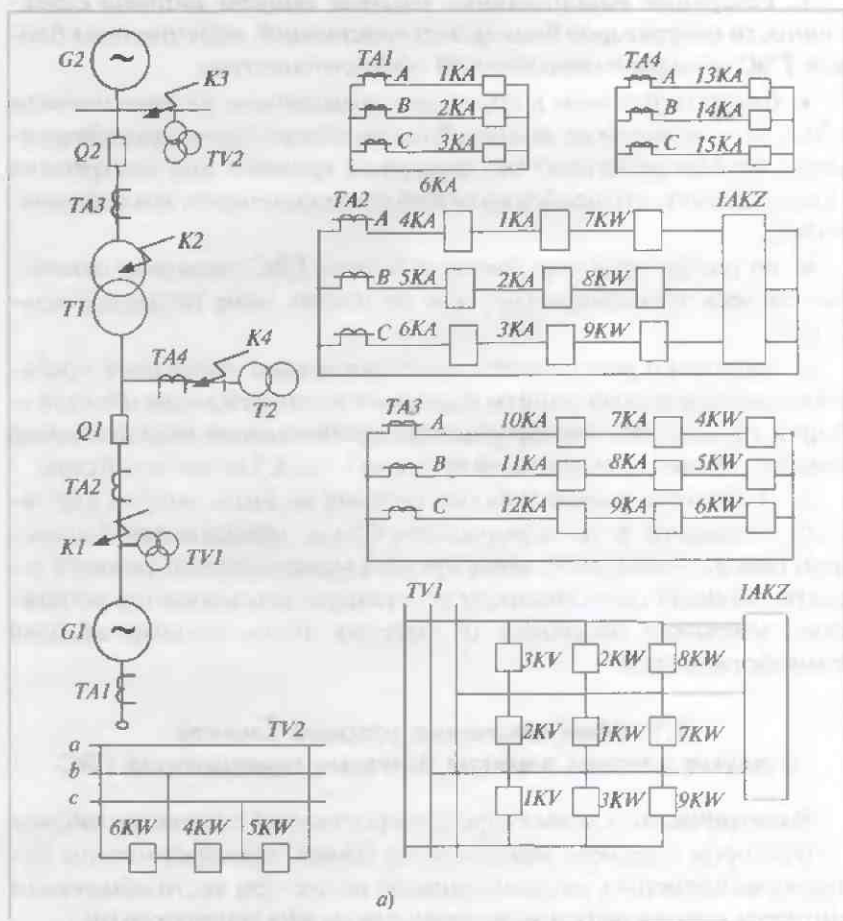 G2
K3
Q2
TV2
TA3
K2
T1
TA4
K4
T2
Q1
TA2
K1
TV1
G1
TA1
TA1 A 1KA
B 2KA
C 3KA
TA4 A 13KA
B 14KA
C 15KA
6KA
TA2 A 4KA 1KA 7KW 1AKZ
B 5KA 2KA 8KW
C 6KA 3KA 9KW
TA3 A 10KA 7KA 4KW
B 11KA 8KA 5KW
C 12KA 9KA 6KW
TV1 1AKZ
3KV 2KW 8KW
2KV 1KW 7KW
1KV 3KW 9KW
TV2
a
b
c
6KW 4KW 5KW
а)